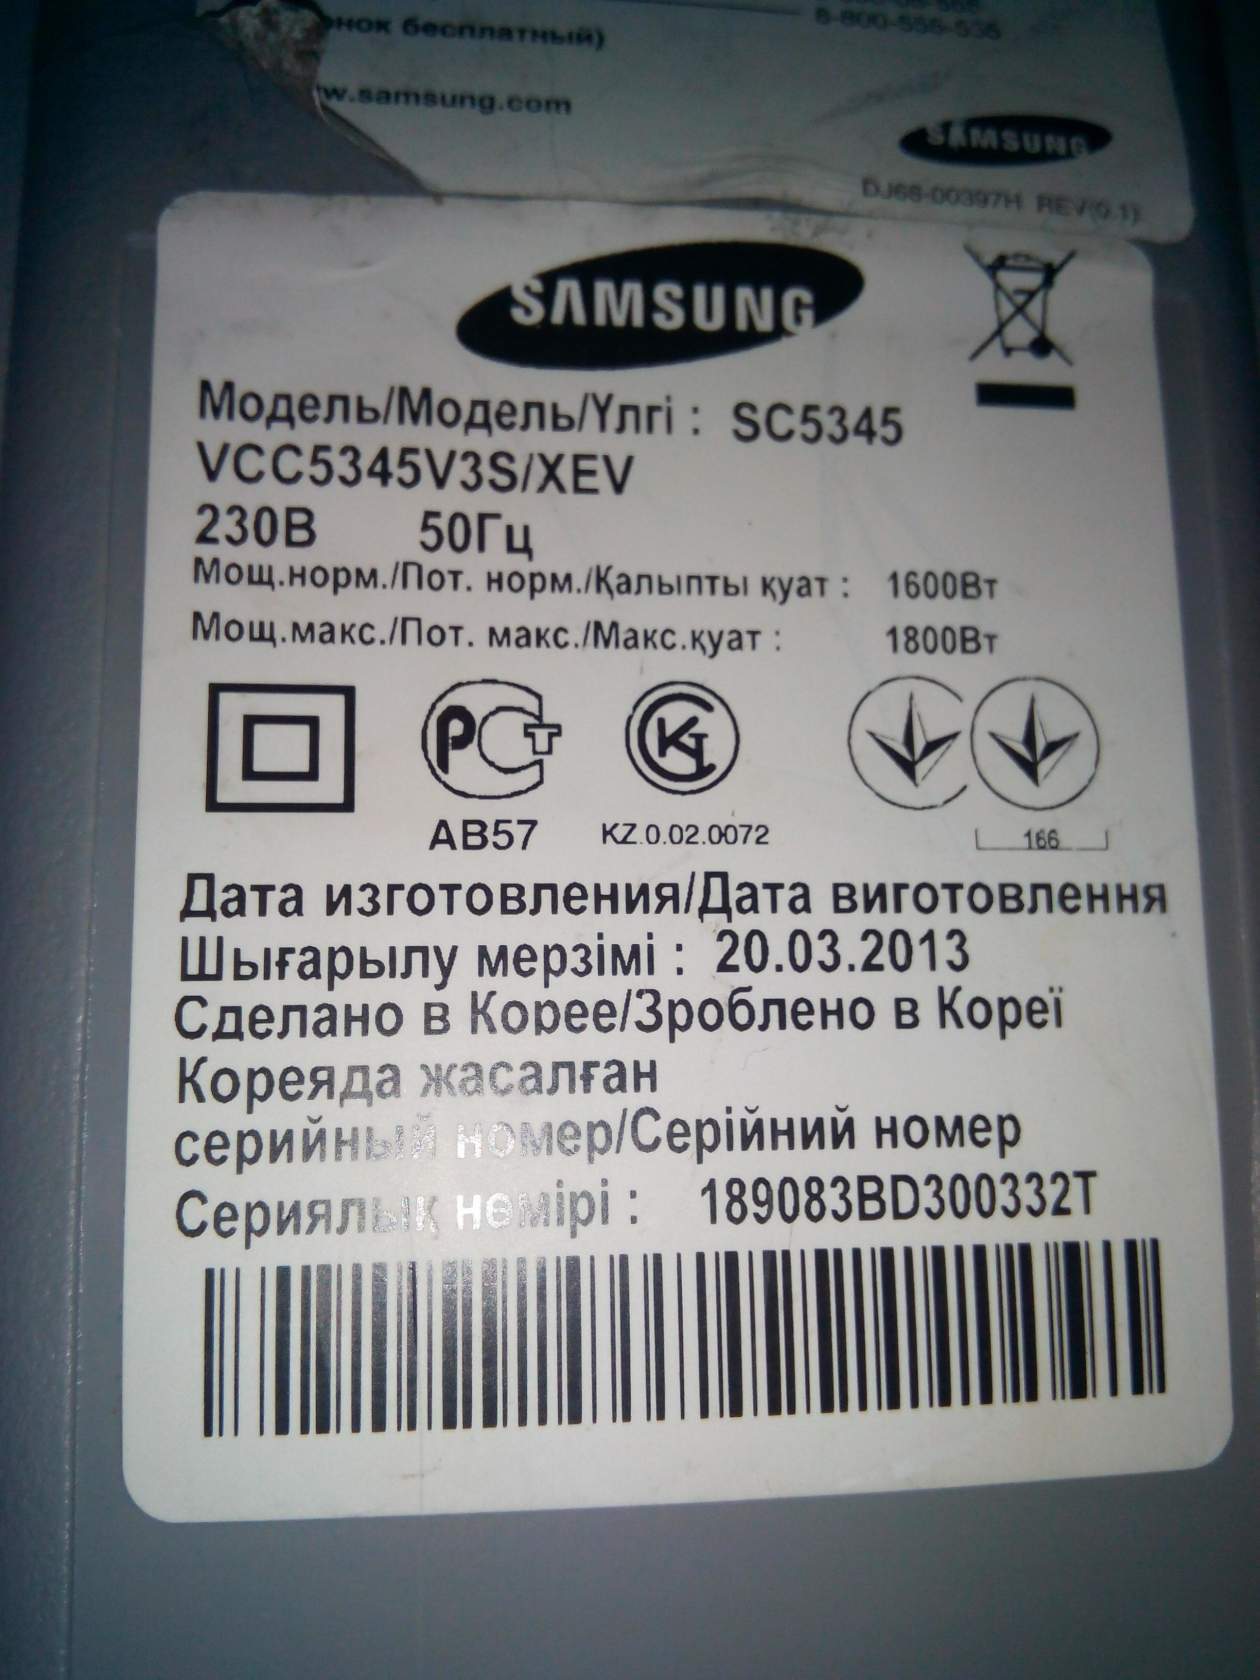 бесплатный)
8-800-555-535
w.samsung.com
SAMSUNG
DJ68-00397H REV(0.1)
SAMSUNG
Модель/Модель/Үлгі : SC5345
VCC5345V3S/XEV
230В 50Гц
Мощ.норм./Пот. норм./Қалыпты қуат : 1600Вт
Мощ.макс./Пот. макс./Макс.қуат : 1800Вт
АВ57 KZ.0.02.0072 166
Дата изготовления/Дата виготовлення
Шығарылу мерзімі : 20.03.2013
Сделано в Корее/Зроблено в Кореї
Кореяда жасалған
серийный номер/Серійний номер
Сериялық нөмірі : 189083BD300332T